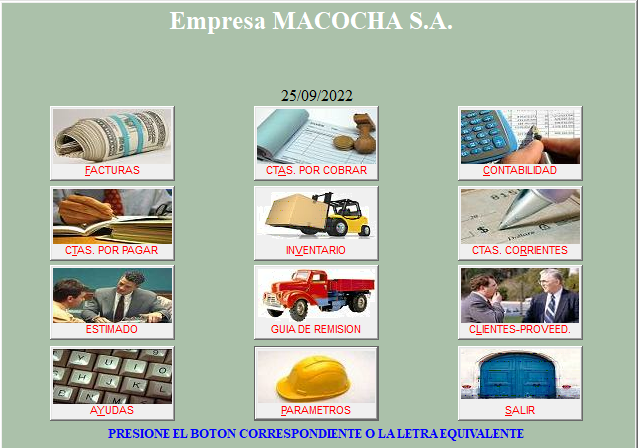 Empresa MACOCHA S.A.
25/09/2022
FACTURAS
CTAS. POR COBRAR
CONTABILIDAD
CTAS. POR PAGAR
INVENTARIO
CTAS. CORRIENTES
ESTIMADO
GUIA DE REMISION
CLIENTES-PROVEED.
AYUDAS
PARAMETROS
SALIR
PRESIONE EL BOTON CORRESPONDIENTE O LA LETRA EQUIVALENTE